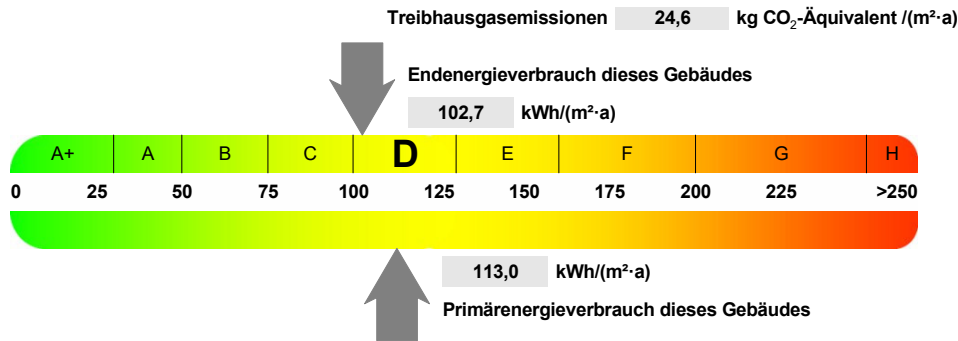 Treibhausgasemissionen 24,6 kg CO₂-Äquivalent /(m²·a)
Endenergieverbrauch dieses Gebäudes
102,7 kWh/(m²·a)
A+ A B C D E F G H
0 25 50 75 100 125 150 175 200 225 >250
113,0 kWh/(m²·a)
Primärenergieverbrauch dieses Gebäudes